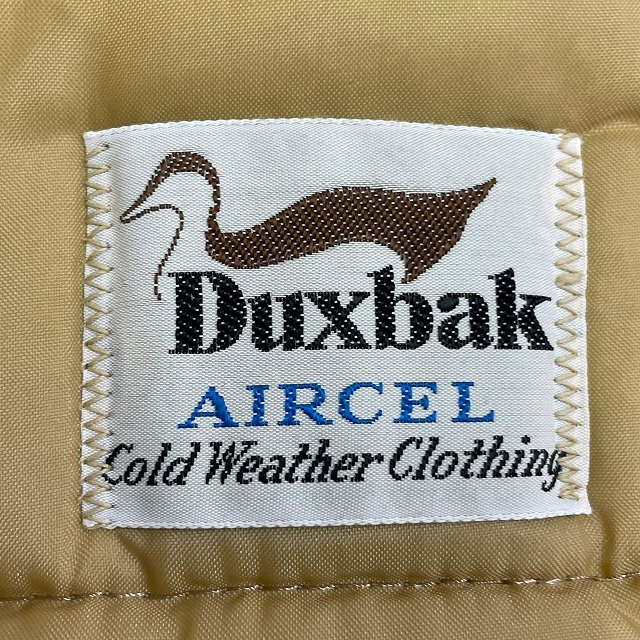 Duxbak
AIRCEL
Cold Weather Clothing